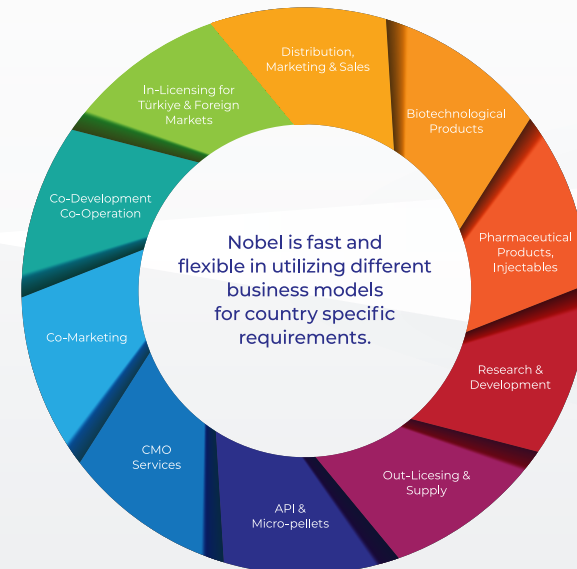 Distribution,
Marketing & Sales
Biotechnological
Products
Pharmaceutical
Products,
Injectables
Research &
Development
Out-Licesing &
Supply
API &
Micro-pellets
CMO
Services
Co-Marketing
Co-Development
Co-Operation
In-Licensing for
Türkiye & Foreign
Markets
Nobel is fast and
flexible in utilizing different
business models
for country specific
requirements.